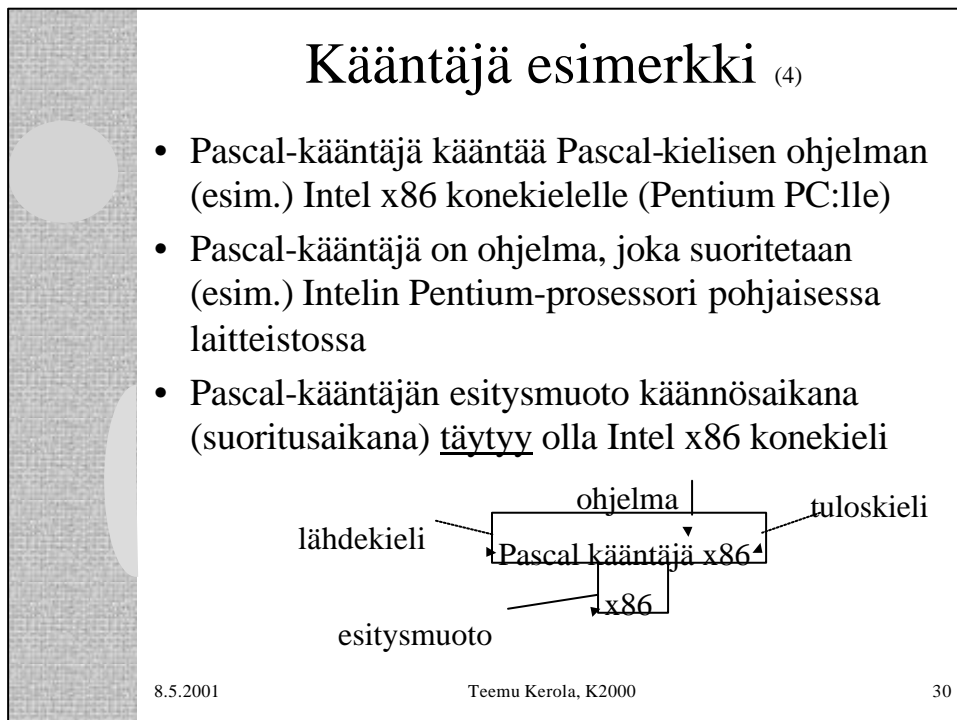 Kääntäjä esimerkki (4)
• Pascal-kääntäjä kääntää Pascal-kielisen ohjelman
(esim.) Intel x86 konekielelle (Pentium PC:lle)
• Pascal-kääntäjä on ohjelma, joka suoritetaan
(esim.) Intelin Pentium-prosessori pohjaisessa
laitteistossa
• Pascal-kääntäjän esitysmuoto käännösaikana
(suoritusaikana) täytyy olla Intel x86 konekieli
ohjelma
tuloskieli
lähdekieli
Pascal kääntäjä x86
x86
esitysmuoto
8.5.2001 Teemu Kerola, K2000 30